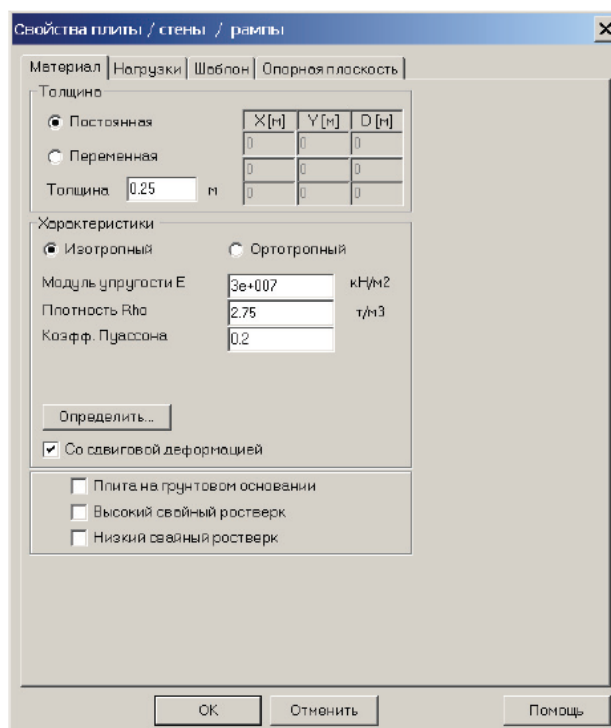 Свойства плиты / стены / рампы
Материал Нагрузки Шаблон Опорная плоскость
Толщина
Постоянная
X [м] Y [м] D [м]
0 0 0
Переменная
0 0 0
Толщина 0.25 м
0 0 0
Характеристики
Изотропный Ортотропный
Модуль упругости E 3e+007 кН/м2
Плотность Rho 2.75 т/м3
Коэфф. Пуассона 0.2
Определить...
Со сдвиговой деформацией
Плита на грунтовом основании
Высокий свайный ростверк
Низкий свайный ростверк
OK Отменить Помощь